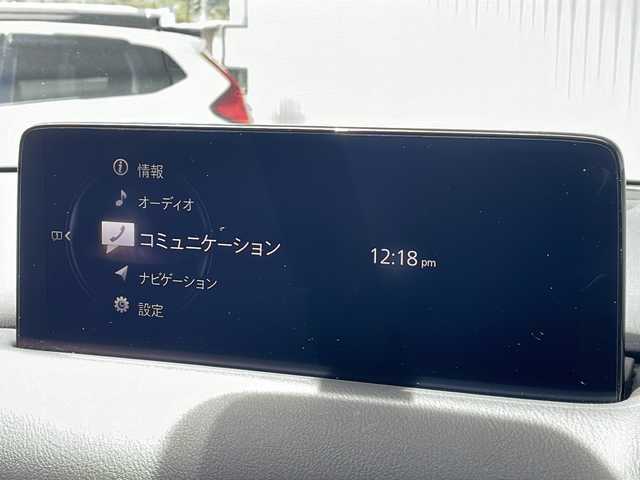 情報
オーディオ
コミュニケーション
ナビゲーション
設定
12:18 pm